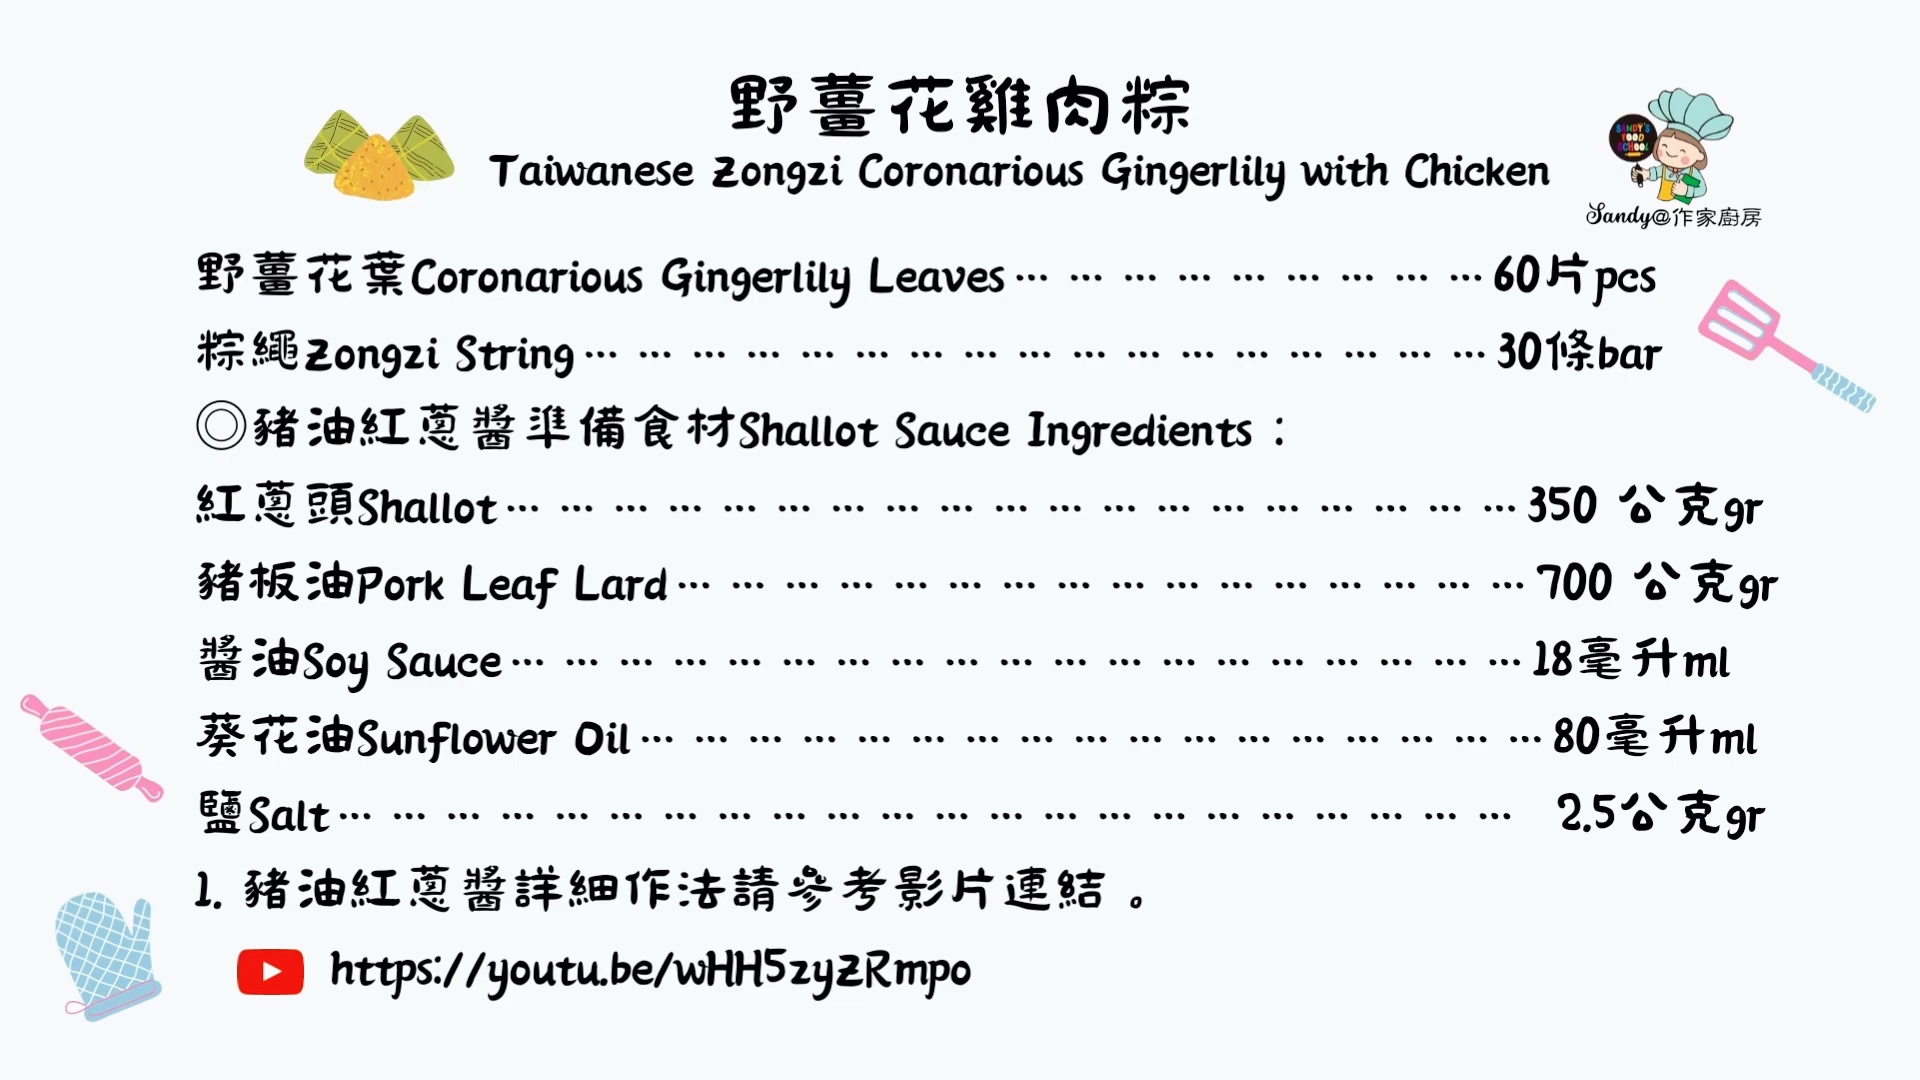 野薑花雞肉粽
Taiwanese Zongzi Coronarious Gingerlily with Chicken
SANDY'S FOOD SCHOOL
Sandy@作家廚房
野薑花葉Coronarious Gingerlily Leaves… … … … … … … … …60片pcs
粽繩Zongzi String… … … … … … … … … … … … … … … … …30條bar
◎豬油紅蔥醬準備食材Shallot Sauce Ingredients：
紅蔥頭Shallot… … … … … … … … … … … … … … … … … … …350 公克gr
豬板油Pork Leaf Lard… … … … … … … … … … … … … … … …700 公克gr
醬油Soy Sauce… … … … … … … … … … … … … … … … … … …18毫升ml
葵花油Sunflower Oil… … … … … … … … … … … … … … … … …80毫升ml
鹽Salt… … … … … … … … … … … … … … … … … … … … … … 2.5公克gr
1. 豬油紅蔥醬詳細作法請參考影片連結。
https://youtu.be/wHH5zyZRmpo